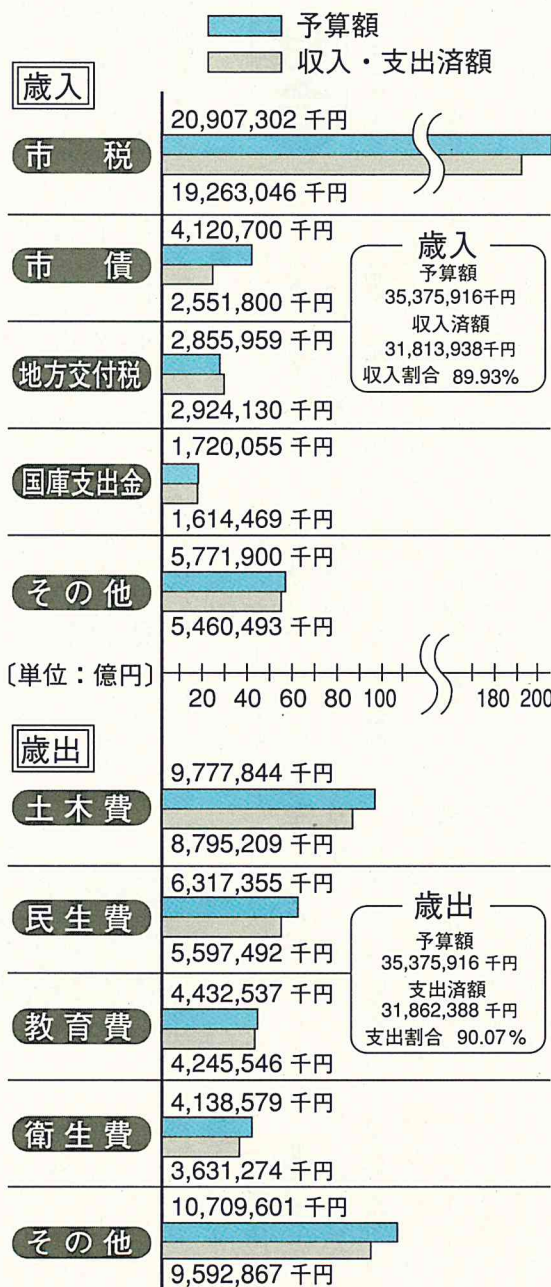 予算額
収入・支出済額
歳入
20,907,302 千円
市税
19,263,046 千円
4,120,700 千円
市債
2,551,800 千円
歳入
予算額
35,375,916千円
収入済額
31,813,938千円
収入割合 89.93%
2,855,959 千円
地方交付税
2,924,130 千円
1,720,055 千円
国庫支出金
1,614,469 千円
5,771,900 千円
その他
5,460,493 千円
〔単位：億円〕
20 40 60 80 100 180 200
歳出
9,777,844 千円
土木費
8,795,209 千円
6,317,355 千円
民生費
5,597,492 千円
歳出
予算額
35,375,916 千円
支出済額
31,862,388 千円
支出割合 90.07%
4,432,537 千円
教育費
4,245,546 千円
4,138,579 千円
衛生費
3,631,274 千円
10,709,601 千円
その他
9,592,867 千円